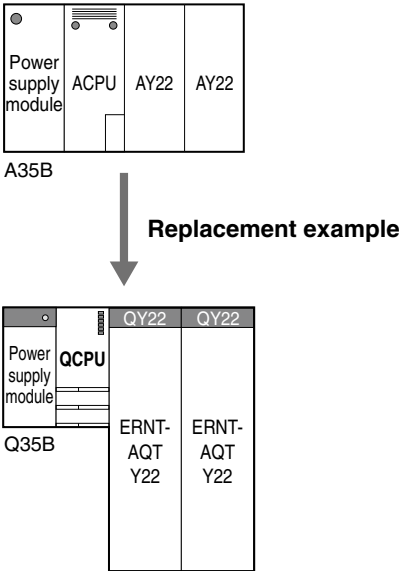 Power
supply
module
ACPU
AY22
AY22
A35B
Replacement example
QY22
QY22
Power
supply
module
QCPU
Q35B
ERNT-
AQT
Y22
ERNT-
AQT
Y22